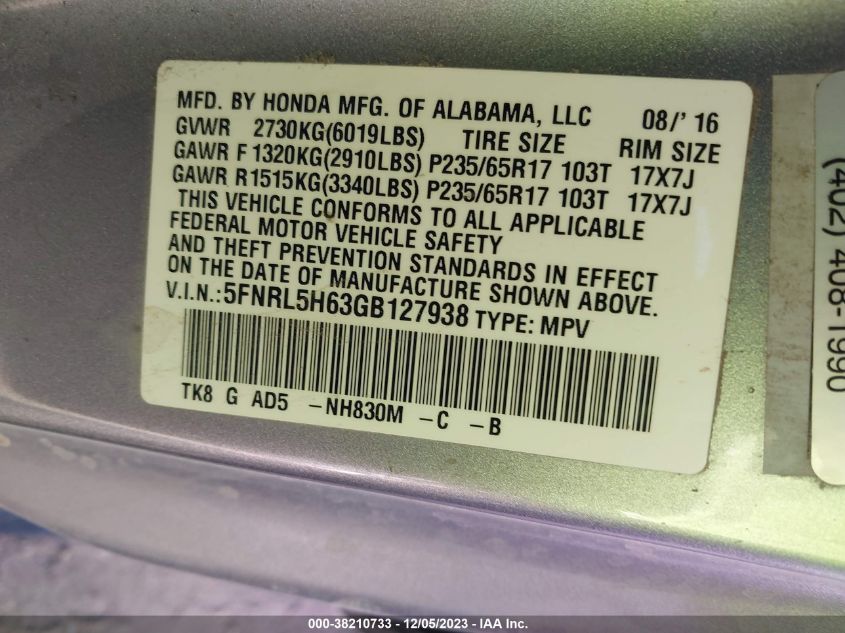 MFD. BY HONDA MFG. OF ALABAMA, LLC 08/' 16
GVWR 2730KG(6019LBS) TIRE SIZE RIM SIZE
GAWR F 1320KG(2910LBS) P235/65R17 103T 17X7J
GAWR R1515KG(3340LBS) P235/65R17 103T 17X7J
THIS VEHICLE CONFORMS TO ALL APPLICABLE
FEDERAL MOTOR VEHICLE SAFETY
AND THEFT PREVENTION STANDARDS IN EFFECT
ON THE DATE OF MANUFACTURE SHOWN ABOVE.
V.I.N.:5FNRL5H63GB127938 TYPE: MPV
TK8 G AD5 -NH830M -C -B
(402) 408-1990
000-38210733 - 12/05/2023 - IAA Inc.